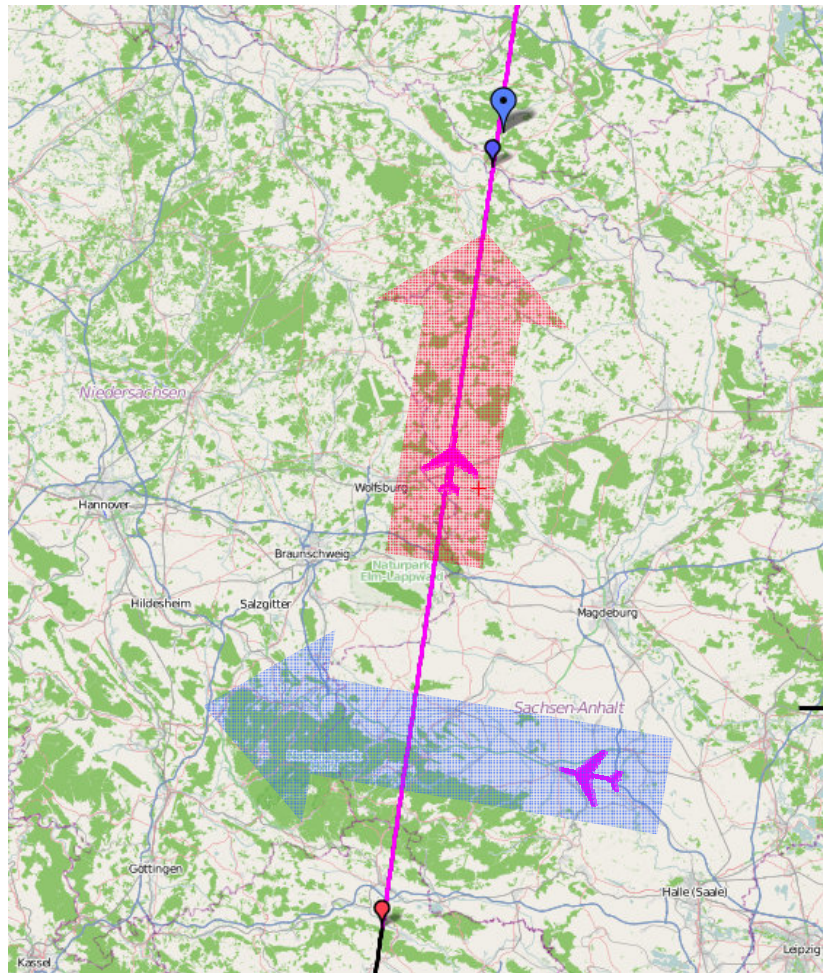 Niedersachsen
Wolfsburg
Hannover
Braunschweig
Naturpark
Elm-Lappwald
Hildesheim
Salzgitter
Magdeburg
Sachsen-Anhalt
Göttingen
Halle (Saale)
Kassel
Leipzig